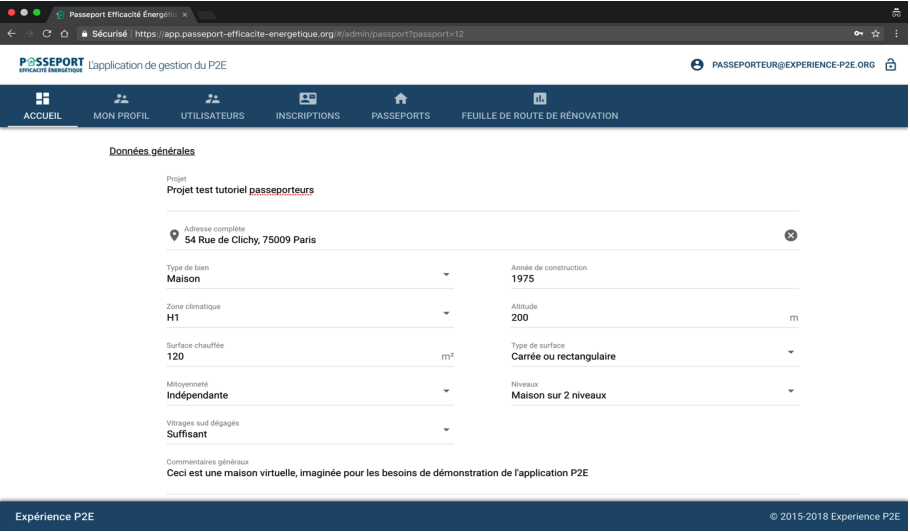 Passeport Efficacité Énergétiq
Sécurisé https://app.passeport-efficacite-energetique.org/#/admin/passport?passport=12
PASSEPORT
EFFICACITÉ ÉNERGÉTIQUE
L'application de gestion du P2E
PASSEPORTEUR@EXPERIENCE-P2E.ORG
ACCUEIL MON PROFIL UTILISATEURS INSCRIPTIONS PASSEPORTS FEUILLE DE ROUTE DE RÉNOVATION
Données générales
Projet
Projet test tutoriel passeporteurs
Adresse complète
54 Rue de Clichy, 75009 Paris
Type de bien Année de construction
Maison 1975
Zone climatique Altitude
H1 200 m
Surface chauffée Type de surface
120 m² Carrée ou rectangulaire
Mitoyenneté Niveaux
Indépendante Maison sur 2 niveaux
Vitrages sud dégagés
Suffisant
Commentaires généraux
Ceci est une maison virtuelle, imaginée pour les besoins de démonstration de l'application P2E
Expérience P2E © 2015-2018 Experience P2E